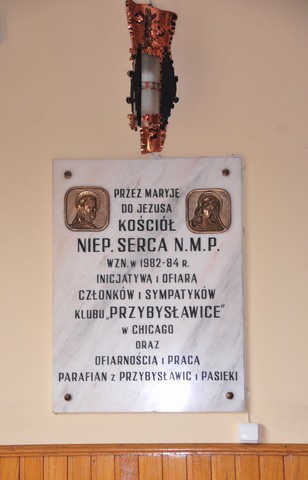 PRZEZ MARYJĘ
DO JEZUSA
KOŚCIÓŁ
NIEP. SERCA N.M.P.
WZN. W 1982-84 R.
INICJATYWĄ I OFIARĄ
CZŁONKÓW I SYMPATYKÓW
KLUBU „PRZYBYSŁAWICE"
W CHICAGO
ORAZ
OFIARNOŚCIĄ I PRACĄ
PARAFIAN Z PRZYBYSŁAWIC I PASIEKI